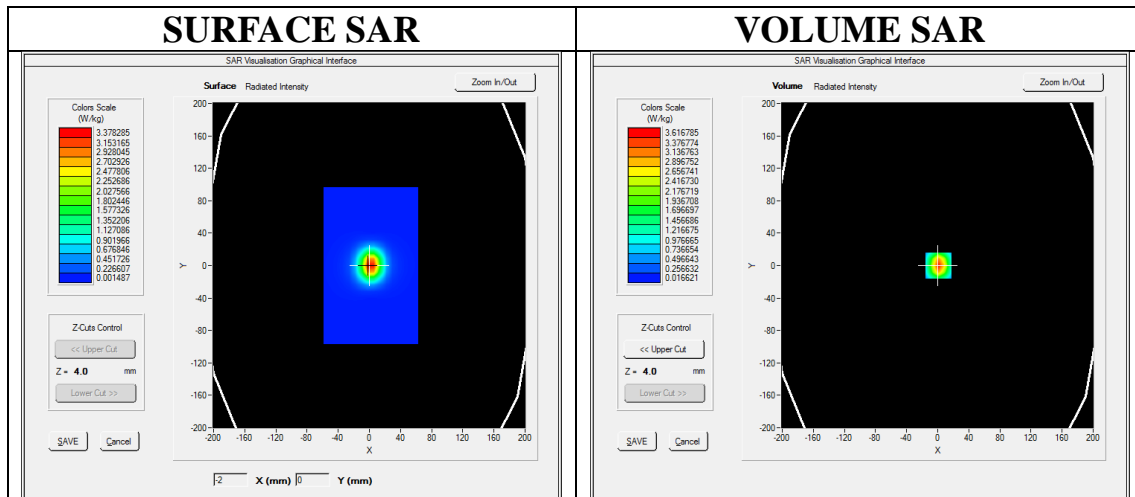 SURFACE SAR
SAR Visualisation Graphical Interface
Surface Radiated Intensity
Zoom In/Out
Colors Scale
(W/kg)
3.378285
3.153165
2.928045
2.702926
2.477806
2.252686
2.027566
1.802446
1.577326
1.352206
1.127086
0.901966
0.676846
0.451726
0.226607
0.001487
Z-Cuts Control
<< Upper Cut
Z = 4.0 mm
Lower Cut >>
SAVE Cancel
200
160
120
80
40
0
-40
-80
-120
-160
-200
Y
-200 -160 -120 -80 -40 0 40 80 120 160 200
X
-2 X (mm) 0 Y (mm)
VOLUME SAR
SAR Visualisation Graphical Interface
Volume Radiated Intensity
Zoom In/Out
Colors Scale
(W/kg)
3.616785
3.376774
3.136763
2.896752
2.656741
2.416730
2.176719
1.936708
1.696697
1.456686
1.216675
0.976665
0.736654
0.496643
0.256632
0.016621
Z-Cuts Control
<< Upper Cut
Z = 4.0 mm
Lower Cut >>
SAVE Cancel
200
160
120
80
40
0
-40
-80
-120
-160
-200
Y
-200 -160 -120 -80 -40 0 40 80 120 160 200
X